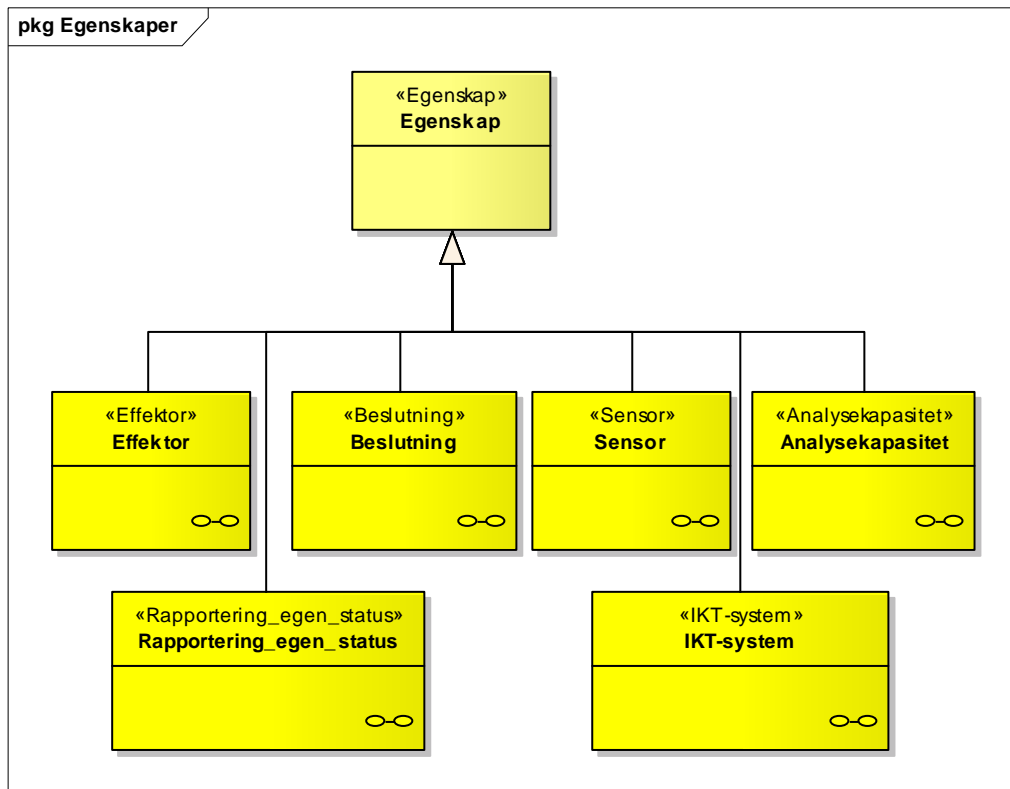 pkg Egenskaper
«Egenskap»
Egenskap
«Effektor»
Effektor
«Beslutning»
Beslutning
«Sensor»
Sensor
«Analysekapasitet»
Analysekapasitet
«Rapportering_egen_status»
Rapportering_egen_status
«IKT-system»
IKT-system